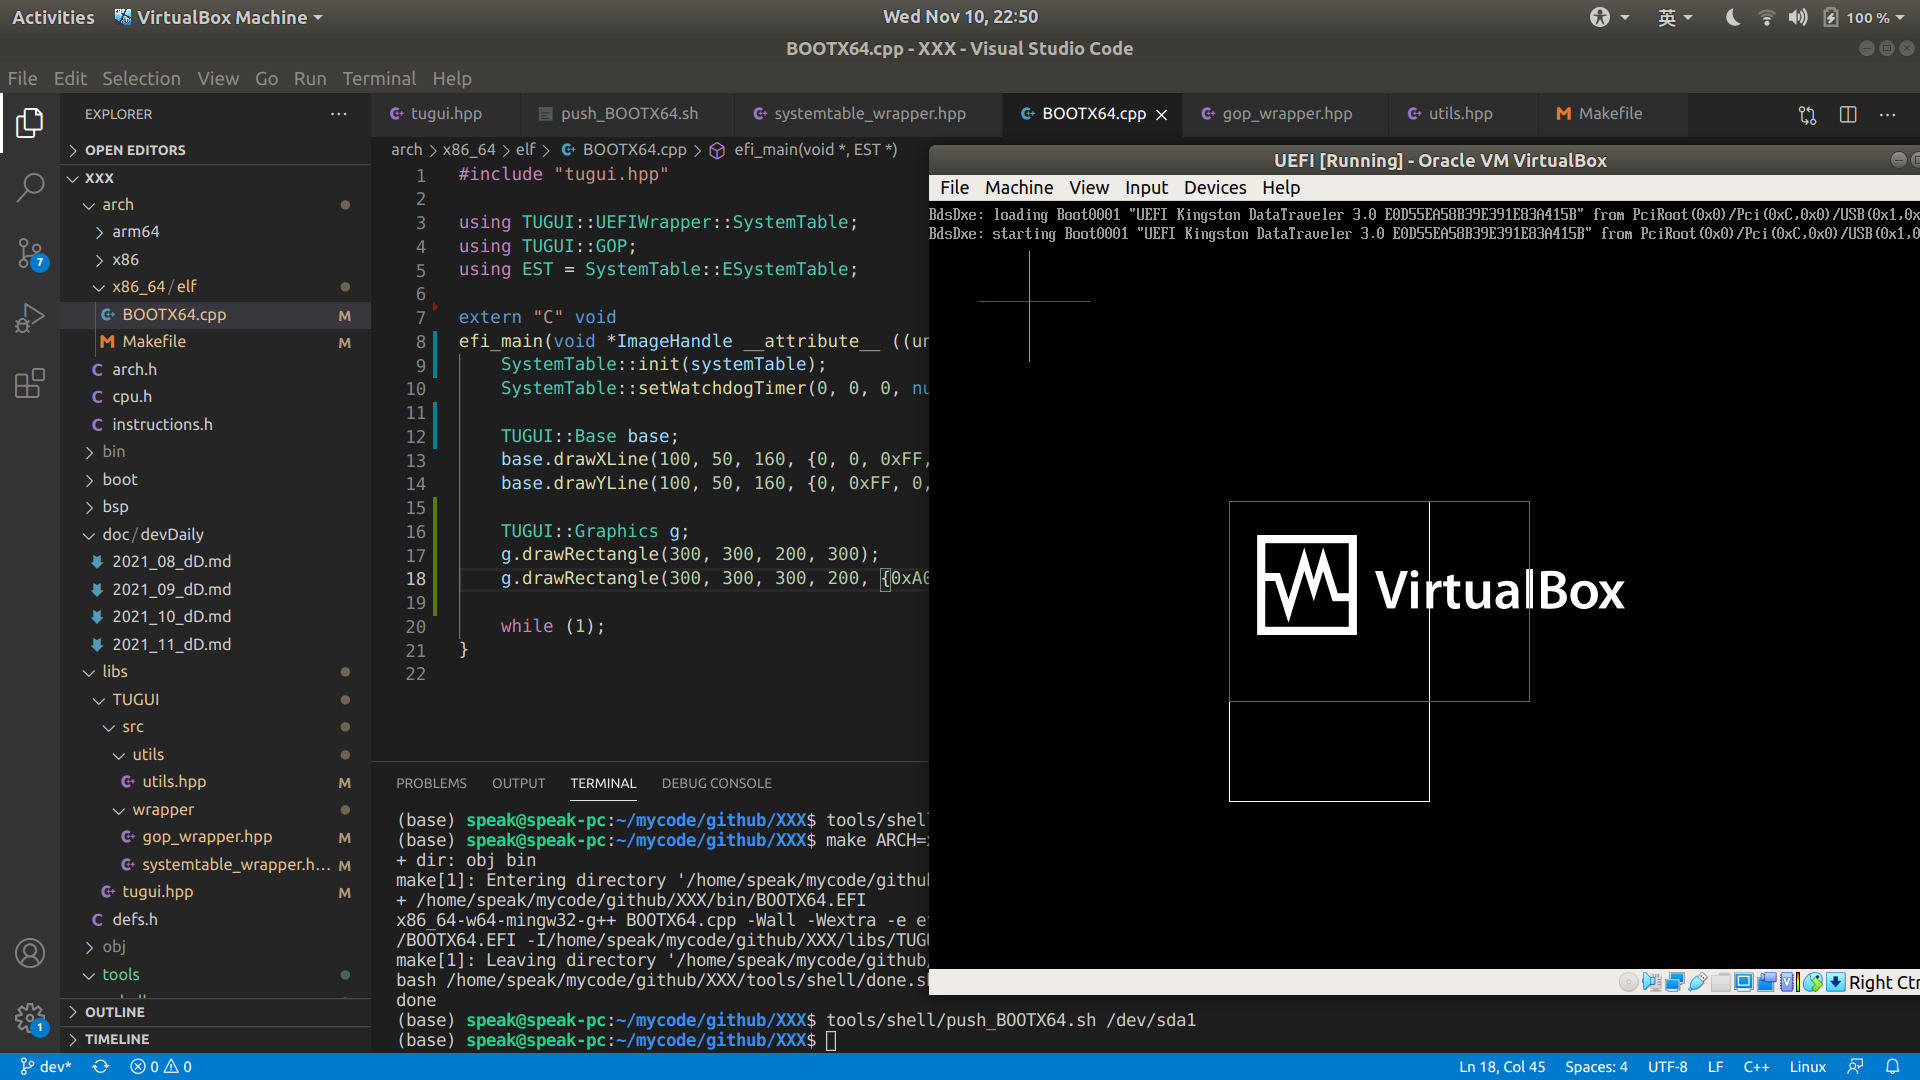 Activities VirtualBox Machine Wed Nov 10, 22:50 英 100 %
BOOTX64.cpp - XXX - Visual Studio Code
File Edit Selection View Go Run Terminal Help
EXPLORER
OPEN EDITORS
XXX
arch
arm64
x86
x86_64 / elf
BOOTX64.cpp M
Makefile M
arch.h
cpu.h
instructions.h
bin
boot
bsp
doc / devDaily
2021_08_dD.md
2021_09_dD.md
2021_10_dD.md
2021_11_dD.md
libs
TUGUI
src
utils
utils.hpp M
wrapper
gop_wrapper.hpp M
systemtable_wrapper.h... M
tugui.hpp M
defs.h
obj
tools
OUTLINE
TIMELINE
7
1
tugui.hpp push_BOOTX64.sh systemtable_wrapper.hpp BOOTX64.cpp gop_wrapper.hpp utils.hpp Makefile
arch > x86_64 > elf > BOOTX64.cpp > efi_main(void *, EST *)
1 #include "tugui.hpp"
2
3 using TUGUI::UEFIWrapper::SystemTable;
4 using TUGUI::GOP;
5 using EST = SystemTable::ESystemTable;
6
7 extern "C" void
8 efi_main(void *ImageHandle __attribute__ ((un
9 SystemTable::init(systemTable);
10 SystemTable::setWatchdogTimer(0, 0, 0, nu
11
12 TUGUI::Base base;
13 base.drawXLine(100, 50, 160, {0, 0, 0xFF,
14 base.drawYLine(100, 50, 160, {0, 0xFF, 0,
15
16 TUGUI::Graphics g;
17 g.drawRectangle(300, 300, 200, 300);
18 g.drawRectangle(300, 300, 300, 200, {0xA0
19
20 while (1);
21 }
22
PROBLEMS OUTPUT TERMINAL DEBUG CONSOLE
(base) speak@speak-pc:~/mycode/github/XXX$ tools/shel
(base) speak@speak-pc:~/mycode/github/XXX$ make ARCH=
+ dir: obj bin
make[1]: Entering directory '/home/speak/mycode/githu
+ /home/speak/mycode/github/XXX/bin/BOOTX64.EFI
x86_64-w64-mingw32-g++ BOOTX64.cpp -Wall -Wextra -e e
/BOOTX64.EFI -I/home/speak/mycode/github/XXX/libs/TUG
make[1]: Leaving directory '/home/speak/mycode/github
bash /home/speak/mycode/github/XXX/tools/shell/done.s
done
(base) speak@speak-pc:~/mycode/github/XXX$ tools/shell/push_BOOTX64.sh /dev/sda1
(base) speak@speak-pc:~/mycode/github/XXX$
UEFI [Running] - Oracle VM VirtualBox
File Machine View Input Devices Help
BdsDxe: loading Boot0001 "UEFI Kingston DataTraveler 3.0 E0D55EA58B39E391E83A415B" from PciRoot(0x0)/Pci(0xC,0x0)/USB(0x1,0x
BdsDxe: starting Boot0001 "UEFI Kingston DataTraveler 3.0 E0D55EA58B39E391E83A415B" from PciRoot(0x0)/Pci(0xC,0x0)/USB(0x1,0
VirtualBox
Right Ctr
dev* 0 0 Ln 18, Col 45 Spaces: 4 UTF-8 LF C++ Linux